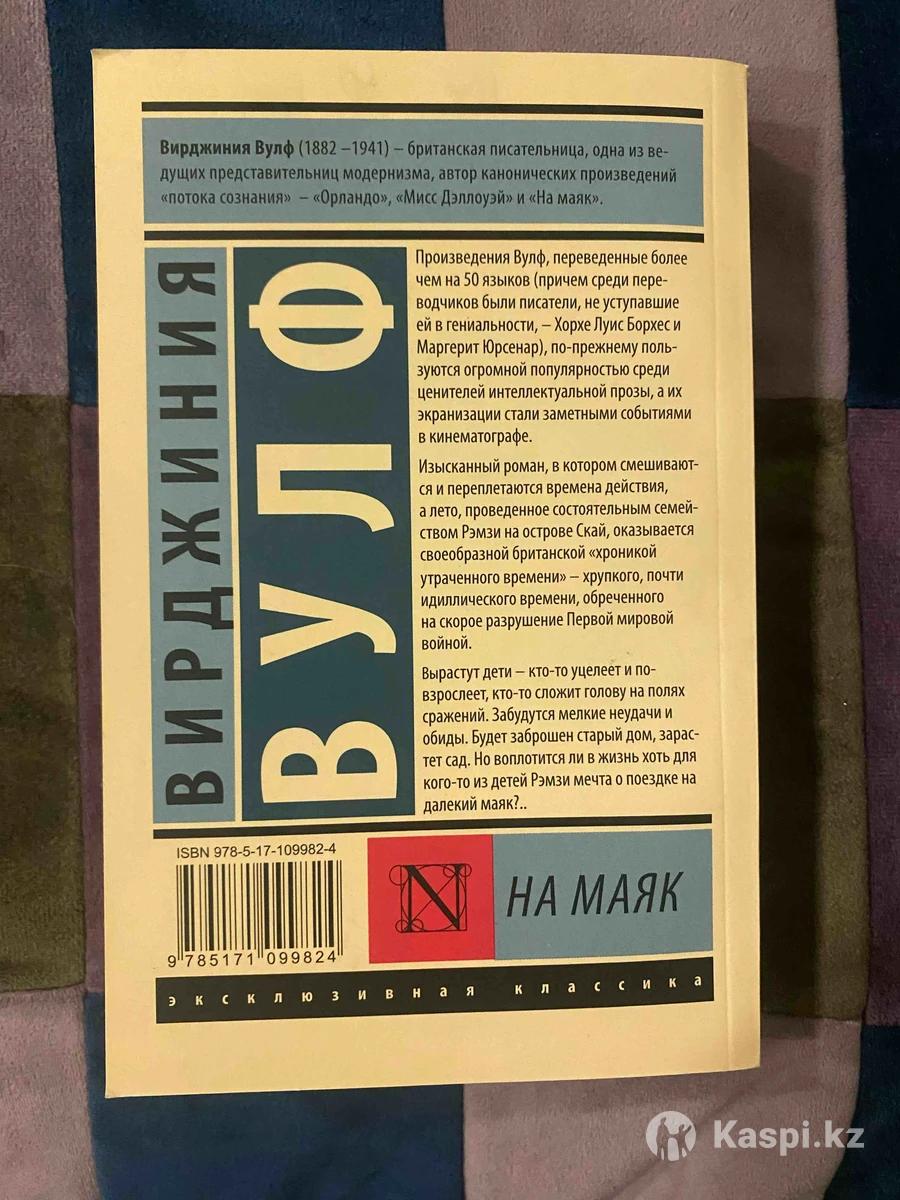 Вирджиния Вулф (1882 –1941) – британская писательница, одна из ве-
дущих представительниц модернизма, автор канонических произведений
«потока сознания» – «Орландо», «Мисс Дэллоуэй» и «На маяк».
ВИРДЖИНИЯ
ВУЛФ
Произведения Вулф, переведенные более
чем на 50 языков (причем среди пере-
водчиков были писатели, не уступавшие
ей в гениальности, – Хорхе Луис Борхес и
Маргерит Юрсенар), по-прежнему поль-
зуются огромной популярностью среди
ценителей интеллектуальной прозы, а их
экранизации стали заметными событиями
в кинематографе.
Изысканный роман, в котором смешивают-
ся и переплетаются времена действия,
а лето, проведенное состоятельным семей-
ством Рэмзи на острове Скай, оказывается
своеобразной британской «хроникой
утраченного времени» – хрупкого, почти
идиллического времени, обреченного
на скорое разрушение Первой мировой
войной.
Вырастут дети – кто-то уцелеет и по-
взрослеет, кто-то сложит голову на полях
сражений. Забудутся мелкие неудачи и
обиды. Будет заброшен старый дом, зарас-
тет сад. Но воплотится ли в жизнь хоть для
кого-то из детей Рэмзи мечта о поездке на
далекий маяк?..
ISBN 978-5-17-109982-4
9 785171 099824
N
НА МАЯК
эксклюзивная классика
Kaspi.kz